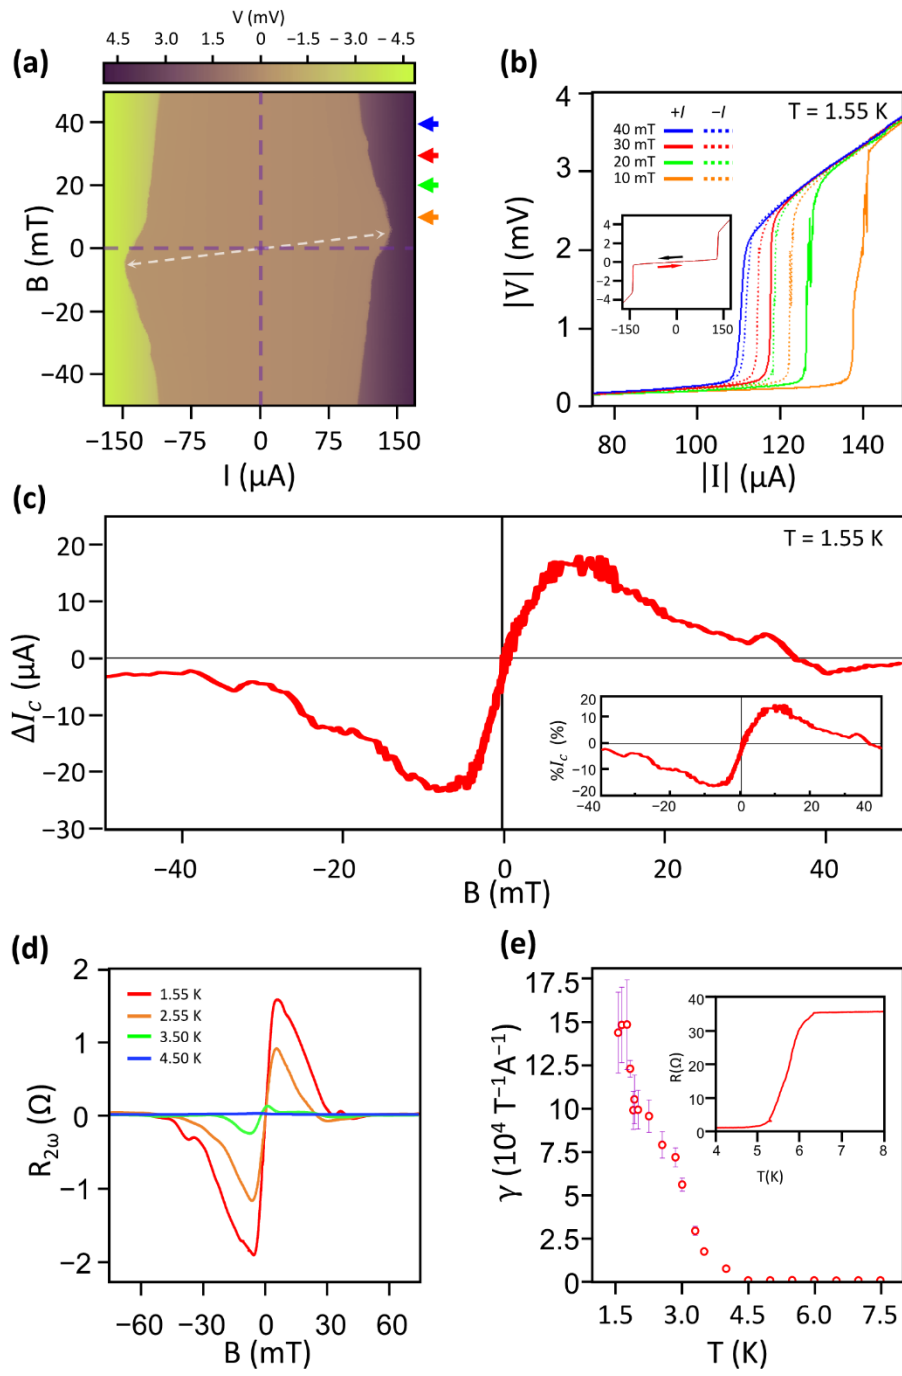 V (mV)
4.5 3.0 1.5 0 −1.5 −3.0 −4.5
(a)
40
20
0
−20
−40
B (mT)
−150 −75 0 75 150
I (μA)
(b)
4
3
2
1
0
|V| (mV)
+I −I
40 mT
30 mT
20 mT
10 mT
T = 1.55 K
4
2
0
−2
−4
−150 0 150
80 100 120 140
|I| (μA)
(c)
20
10
0
−10
−20
−30
ΔI_c (μA)
T = 1.55 K
20
10
0
−10
−20
%I_c (%)
−40 −20 0 20 40
−40 −20 0 20 40
B (mT)
(d)
2
1
0
−1
−2
R_2ω (Ω)
1.55 K
2.55 K
3.50 K
4.50 K
−60 −30 0 30 60
B (mT)
(e)
17.5
15
12.5
10
7.5
5
2.5
0
γ (10⁴ T⁻¹A⁻¹)
40
30
20
10
0
R(Ω)
4 5 6 7 8
T(K)
1.5 3.0 4.5 6.0 7.5
T (K)